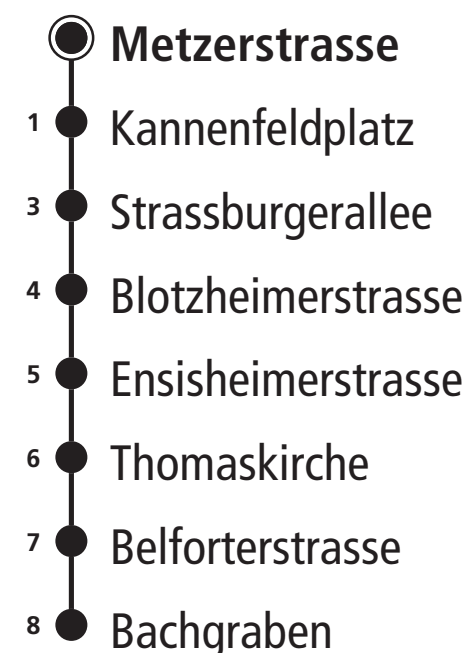 Metzerstrasse
1 Kannenfeldplatz
3 Strassburgerallee
4 Blotzheimerstrasse
5 Ensisheimerstrasse
6 Thomaskirche
7 Belforterstrasse
8 Bachgraben